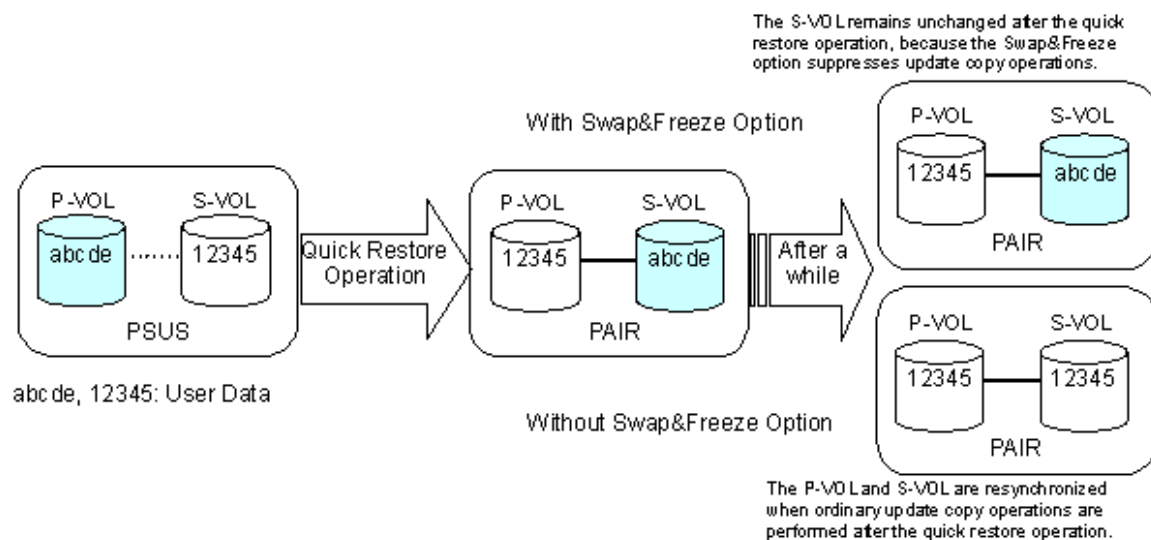 The S-VOL remains unchanged after the quick
restore operation, because the Swap&Freeze
option suppresses update copy operations.
With Swap&Freeze Option
P-VOL S-VOL
12345 abcde
PAIR
P-VOL S-VOL
abcde ....... 12345
PSUS
Quick Restore
Operation
P-VOL S-VOL
12345 abcde
PAIR
After a
while
abcde, 12345: User Data
Without Swap&Freeze Option
P-VOL S-VOL
12345 12345
PAIR
The P-VOL and S-VOL are resynchronized
when ordinary update copy operations are
performed after the quick restore operation.